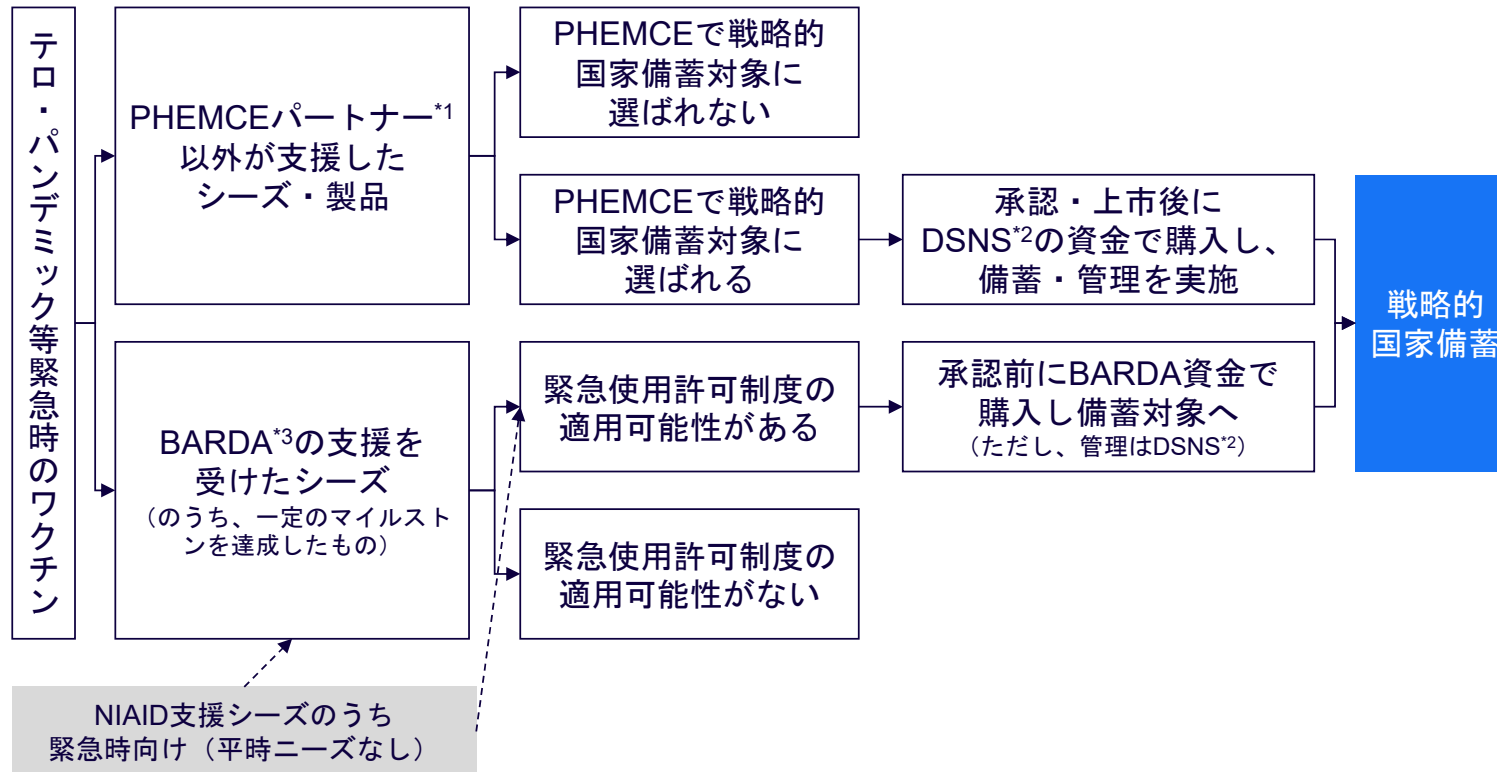 テロ・パンデミック等緊急時のワクチン
PHEMCEパートナー*1
以外が支援した
シーズ・製品
PHEMCEで戦略的
国家備蓄対象に
選ばれない
PHEMCEで戦略的
国家備蓄対象に
選ばれる
承認・上市後に
DSNS*2の資金で購入し、
備蓄・管理を実施
戦略的
国家備蓄
BARDA*3の支援を
受けたシーズ
（のうち、一定のマイルスト
ンを達成したもの）
緊急使用許可制度の
適用可能性がある
承認前にBARDA資金で
購入し備蓄対象へ
（ただし、管理はDSNS*2）
緊急使用許可制度の
適用可能性がない
NIAID支援シーズのうち
緊急時向け（平時ニーズなし）